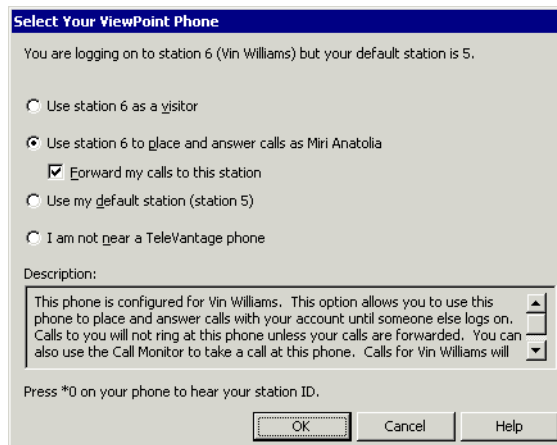 Select Your ViewPoint Phone
You are logging on to station 6 (Vin Williams) but your default station is 5.
Use station 6 as a visitor
Use station 6 to place and answer calls as Miri Anatolia
Forward my calls to this station
Use my default station (station 5)
I am not near a TeleVantage phone
Description:
This phone is configured for Vin Williams. This option allows you to use this
phone to place and answer calls with your account until someone else logs on.
Calls to you will not ring at this phone unless your calls are forwarded. You can
also use the Call Monitor to take a call at this phone. Calls for Vin Williams will
Press *0 on your phone to hear your station ID.
OK Cancel Help